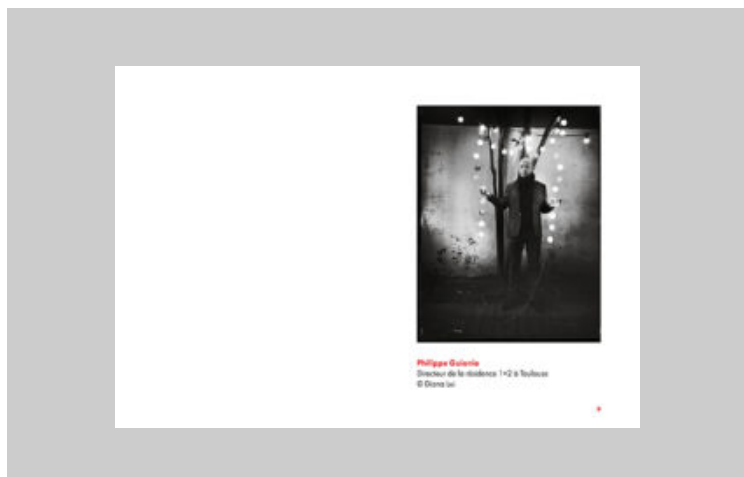 Philippe Guionie
Directeur de la résidence 1+2 à Toulouse
© Diana Lui